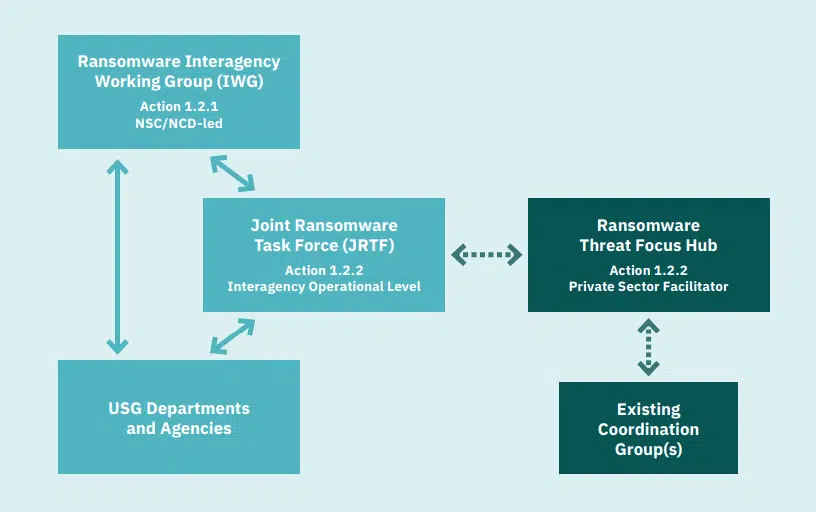 Ransomware Interagency
Working Group (IWG)
Action 1.2.1
NSC/NCD-led
Joint Ransomware
Task Force (JRTF)
Action 1.2.2
Interagency Operational Level
Ransomware
Threat Focus Hub
Action 1.2.2
Private Sector Facilitator
USG Departments
and Agencies
Existing
Coordination
Group(s)